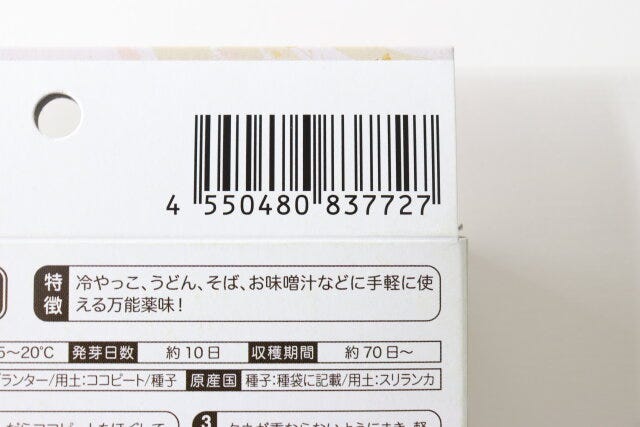 4 550480 837727
特徴 冷やっこ、うどん、そば、お味噌汁などに手軽に使
える万能薬味！
5～20℃ 発芽日数 約10日 収穫期間 約70日～
ランター/用土：ココピート/種子 原産国 種子：種袋に記載/用土：スリランカ
3